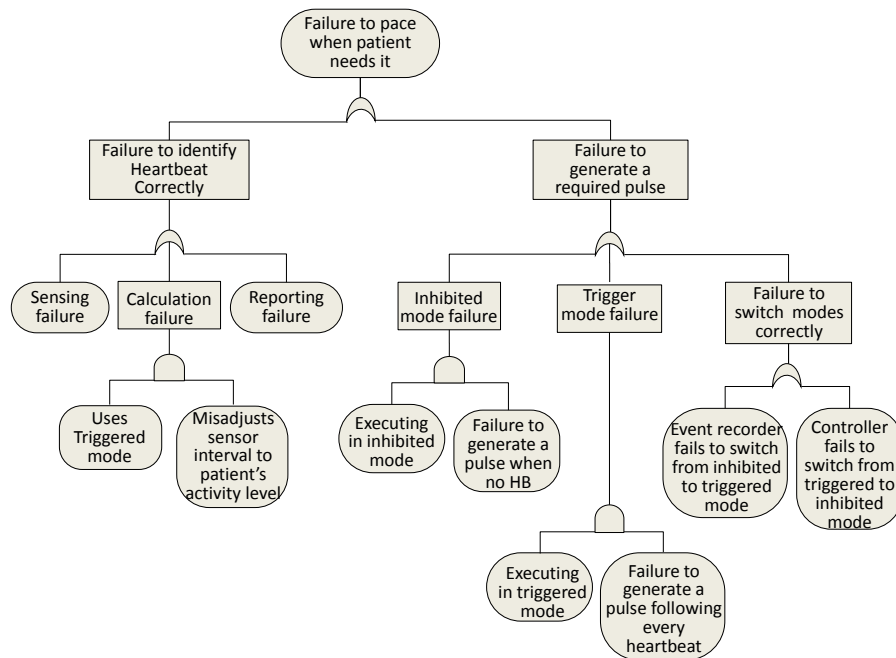 Failure to pace
when patient
needs it
Failure to identify
Heartbeat
Correctly
Failure to
generate a
required pulse
Sensing
failure
Calculation
failure
Reporting
failure
Inhibited
mode failure
Trigger
mode failure
Failure to
switch modes
correctly
Uses
Triggered
mode
Misadjusts
sensor
interval to
patient's
activity level
Executing
in inhibited
mode
Failure to
generate a
pulse when
no HB
Event recorder
fails to switch
from inhibited
to triggered
mode
Controller
fails to
switch from
triggered to
inhibited
mode
Executing
in triggered
mode
Failure to
generate a
pulse following
every
heartbeat